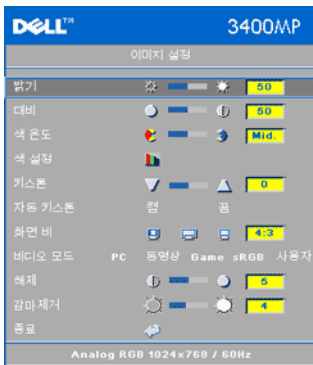 DELL™ 3400MP
이미지 설정
밝기 50
대비 50
색 온도 Mid.
색 설정
키스톤 0
자동 키스톤 켬 끔
화면 비 4:3
비디오 모드 PC 동영상 Game sRGB 사용자
해제 5
감마제거 4
종료
Analog RGB 1024x768 / 60Hz